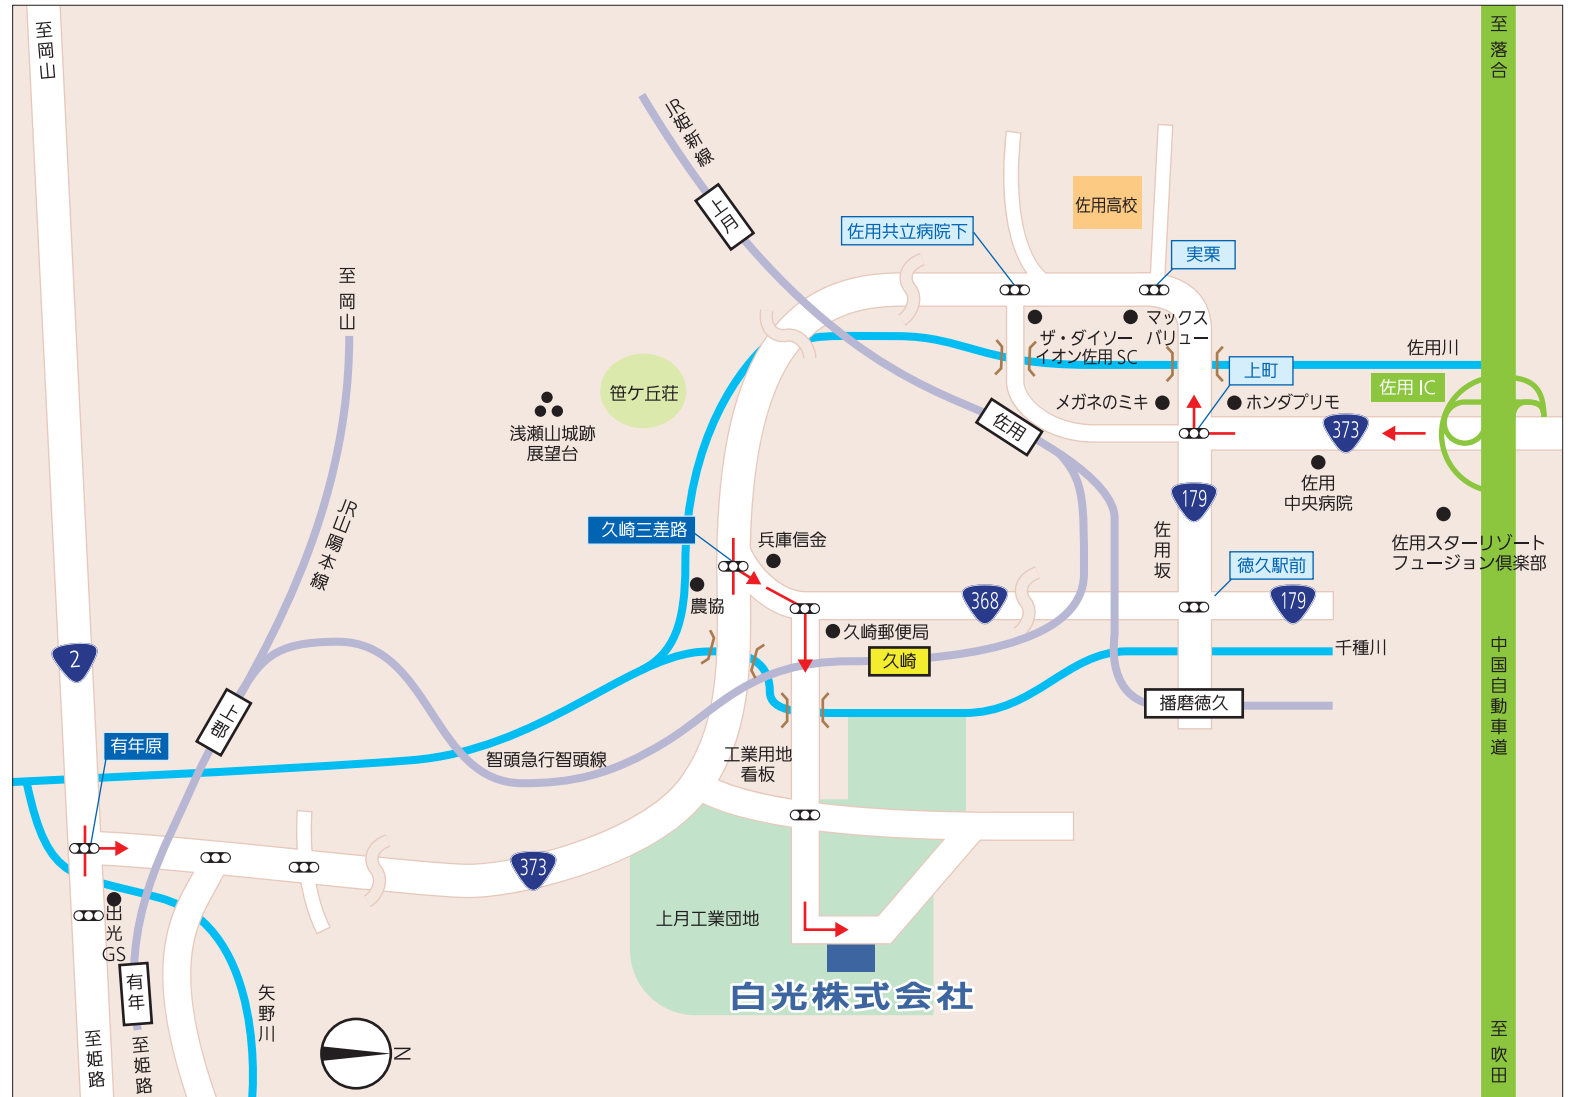 至岡山
至落合
JR姫新線
上月
佐用高校
佐用共立病院下
実栗
至岡山
ザ・ダイソー
イオン佐用 SC
マックス
バリュー
佐用川
上町
佐用 IC
笹ケ丘荘
浅瀬山城跡
展望台
メガネのミキ
ホンダプリモ
佐用
373
佐用
中央病院
179
佐用坂
佐用スターリゾート
フュージョン倶楽部
JR山陽本線
久崎三差路
兵庫信金
農協
徳久駅前
368
179
久崎郵便局
久崎
千種川
2
上郡
播磨徳久
中国自動車道
有年原
智頭急行智頭線
工業用地
看板
373
出光
GS
上月工業団地
有年
白光株式会社
矢野川
至姫路
至姫路
N
至吹田